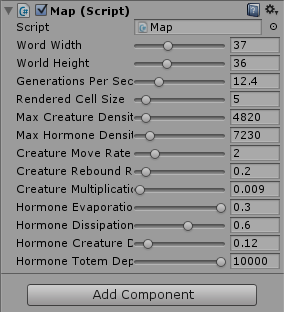 Map (Script)
Script Map
Word Width 37
World Height 36
Generations Per Sec 12.4
Rendered Cell Size 5
Max Creature Densit 4820
Max Hormone Densit 7230
Creature Move Rate 2
Creature Rebound R 0.2
Creature Multiplicati 0.009
Hormone Evaporatio 0.3
Hormone Dissipation 0.6
Hormone Creature D 0.12
Hormone Totem Dep 10000
Add Component